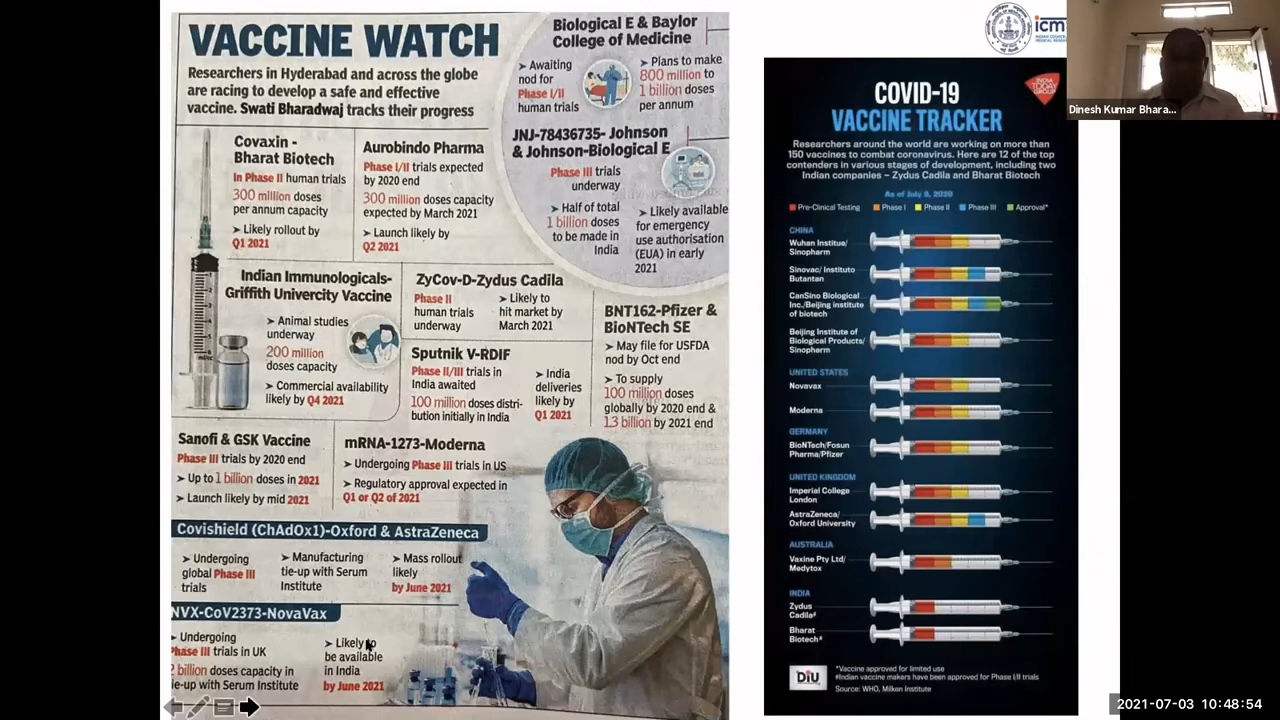 VACCINE WATCH
Researchers in Hyderabad and across the globe
are racing to develop a safe and effective
vaccine. Swati Bharadwaj tracks their progress
Biological E & Baylor
College of Medicine
➤ Awaiting
nod for
Phase I/II
human trials
➤ Plans to make
800 million to
1 billion doses
per annum
JNJ-78436735- Johnson
& Johnson-Biological E
Phase III trials
underway
➤ Half of total
1 billion doses
to be made in
India
➤ Likely available
for emergency
use authorisation
(EUA) in early
2021
Covaxin -
Bharat Biotech
In Phase II human trials
300 million doses
per annum capacity
➤ Likely rollout by
Q1 2021
Aurobindo Pharma
Phase I/II trials expected
by 2020 end
300 million doses capacity
expected by March 2021
➤ Launch likely by
Q2 2021
Indian Immunologicals-
Griffith Univercity Vaccine
➤ Animal studies
underway
200 million
doses capacity
➤ Commercial availability
likely by Q4 2021
ZyCov-D-Zydus Cadila
Phase II
human trials
underway
➤ Likely to
hit market by
March 2021
Sputnik V-RDIF
Phase II/III trials in
India awaited
100 million doses distri-
bution initially in India
➤ India
deliveries
likely by
Q1 2021
BNT162-Pfizer &
BioNTech SE
➤ May file for USFDA
nod by Oct end
➤ To supply
100 million doses
globally by 2020 end &
1.3 billion by 2021 end
Sanofi & GSK Vaccine
Phase III trials by 2020 end
➤ Up to 1 billion doses in 2021
➤ Launch likely by mid 2021
mRNA-1273-Moderna
➤ Undergoing Phase III trials in US
➤ Regulatory approval expected in
Q1 or Q2 of 2021
Covishield (ChAdOx1)-Oxford & AstraZeneca
➤ Undergoing
global Phase III
trials
➤ Manufacturing
tie-up with Serum
Institute
➤ Mass rollout
likely
by June 2021
NVX-CoV2373-NovaVax
➤ Undergoing
Phase III trials in UK
2 billion doses capacity in
tie-up with Serum Institute
➤ Likely to
be available
in India
by June 2021
icm
INDIA
TODAY
GROUP
COVID-19
VACCINE TRACKER
Researchers around the world are working on more than
150 vaccines to combat coronavirus. Here are 12 of the top
contenders in various stages of development, including two
Indian companies – Zydus Cadila and Bharat Biotech
Pre-Clinical Testing Phase I Phase II Phase III Approval*
CHINA
Wuhan Institue/
Sinopharm
Sinovac/ Instituto
Butantan
CanSino Biological
Inc./Beijing institute
of biotech
Beijing Institute of
Biological Products/
Sinopharm
UNITED STATES
Novavax
Moderna
GERMANY
BioNTech/Fosun
Pharma/Pfizer
UNITED KINGDOM
Imperial College
London
AstraZeneca/
Oxford University
AUSTRALIA
Vaxine Pty Ltd/
Medytox
INDIA
Zydus
Cadila#
Bharat
Biotech#
DIU
*Vaccine approved for limited use
#Indian vaccine makers have been approved for Phase I/II trials
Source: WHO, Milken Institute
Dinesh Kumar Bhara...
2021-07-03 10:48:54